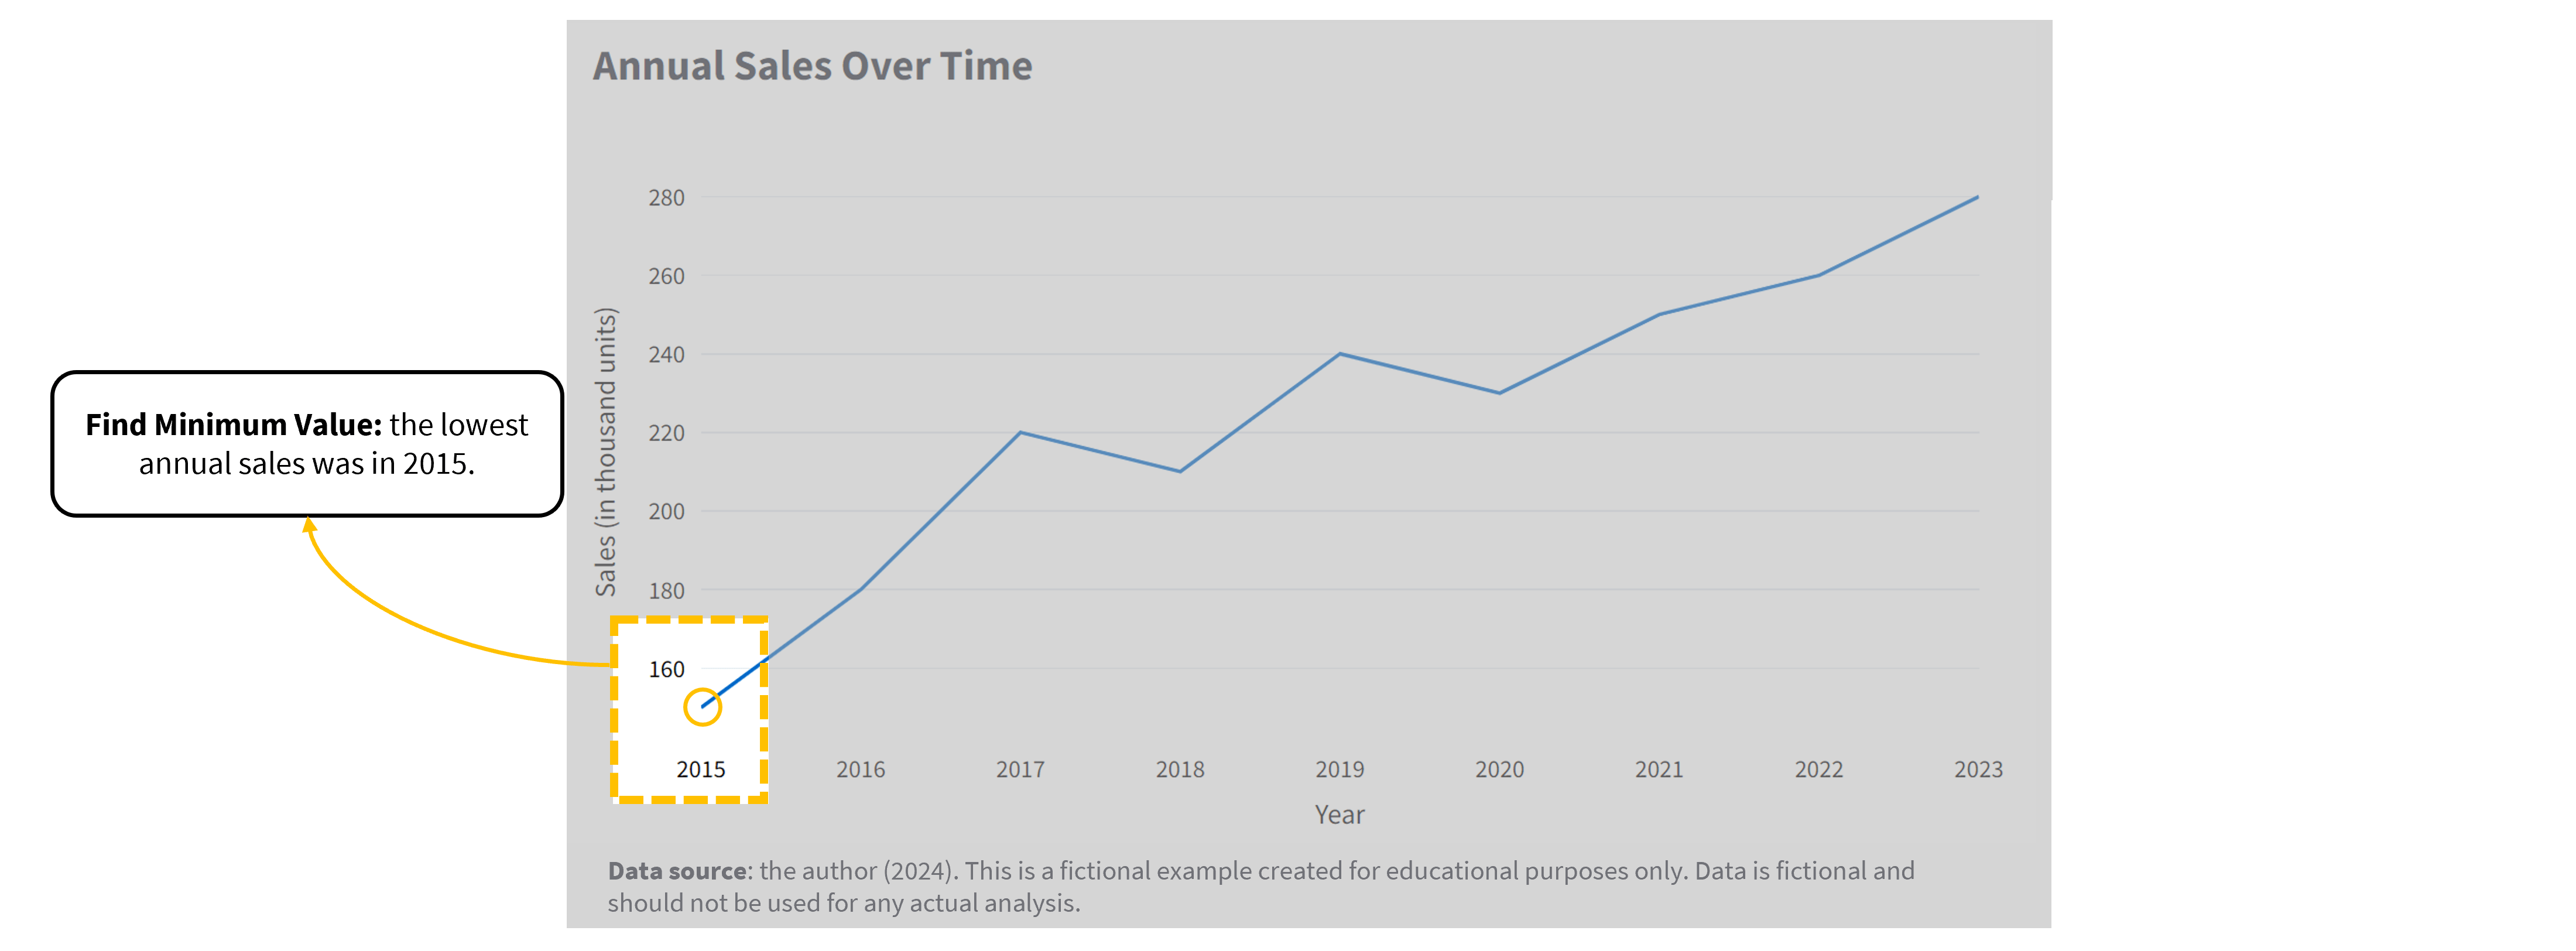 Annual Sales Over Time
Find Minimum Value: the lowest
annual sales was in 2015.
Sales (in thousand units)
280
260
240
220
200
180
160
2015 2016 2017 2018 2019 2020 2021 2022 2023
Year
Data source: the author (2024). This is a fictional example created for educational purposes only. Data is fictional and
should not be used for any actual analysis.